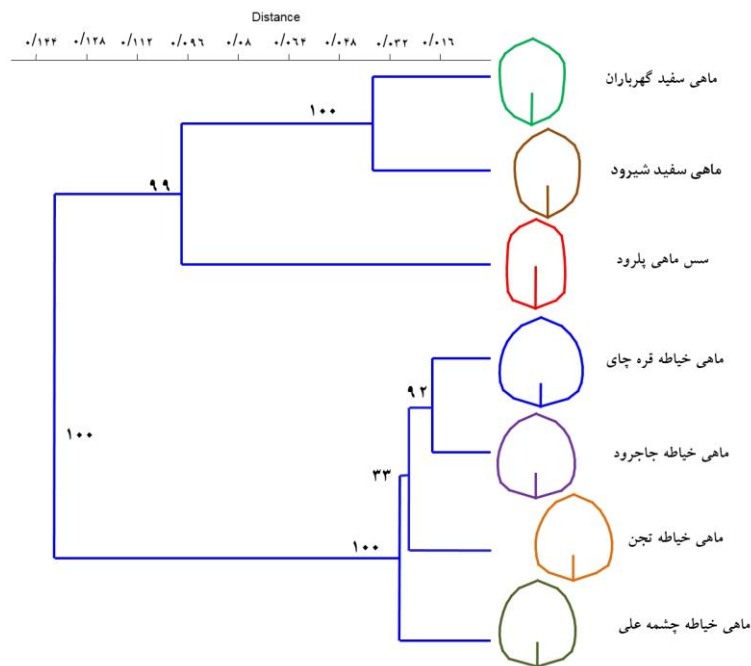 Distance
۰/۱۴۴ ۰/۱۲۸ ۰/۱۱۲ ۰/۰۹۶ ۰/۰۸ ۰/۰۶۴ ۰/۰۴۸ ۰/۰۳۲ ۰/۰۱۶
ماهی سفید گهرباران
۱۰۰
ماهی سفید شیرود
۹۹
سس ماهی پلرود
ماهی خیاطه قره چای
۹۲
۱۰۰
ماهی خیاطه جاجرود
۳۳
ماهی خیاطه تجن
۱۰۰
ماهی خیاطه چشمه علی